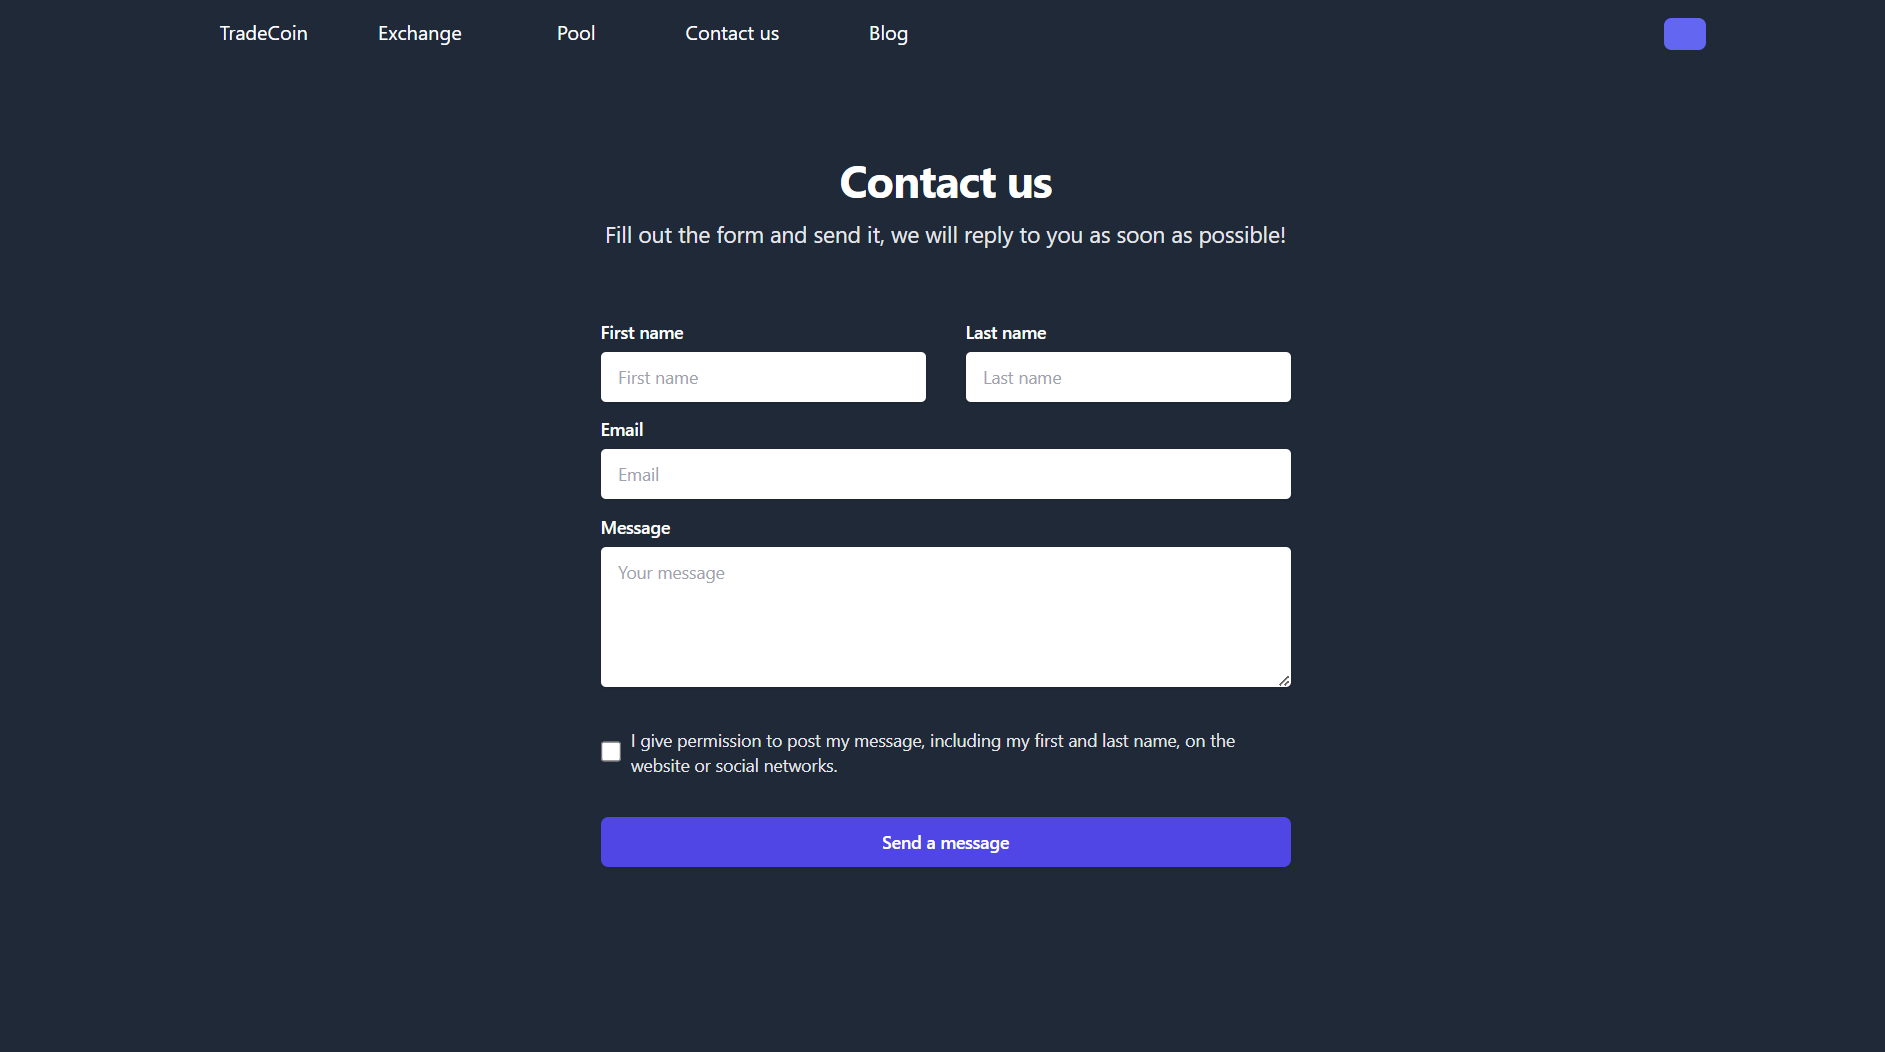 TradeCoin Exchange Pool Contact us Blog
Contact us
Fill out the form and send it, we will reply to you as soon as possible!
First name Last name
First name Last name
Email
Email
Message
Your message
I give permission to post my message, including my first and last name, on the
website or social networks.
Send a message